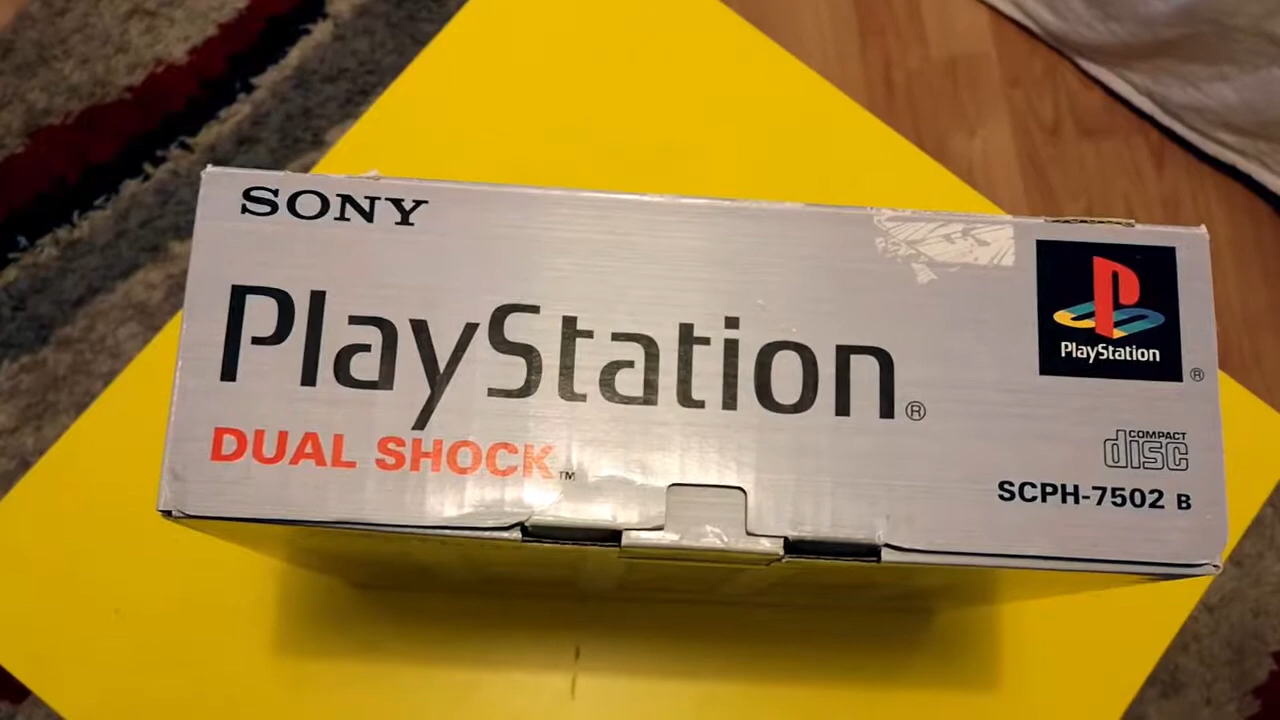 SONY
PlayStation®
DUAL SHOCK™
PlayStation
®
COMPACT
disc
SCPH-7502 B